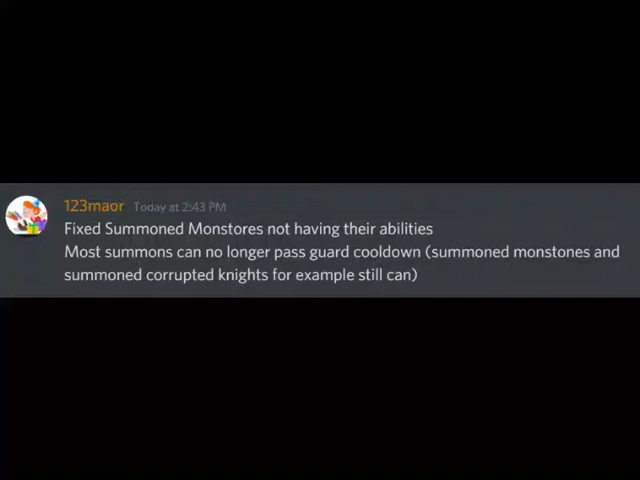 123maor Today at 2:43 PM
Fixed Summoned Monstores not having their abilities
Most summons can no longer pass guard cooldown (summoned monstones and
summoned corrupted knights for example still can)